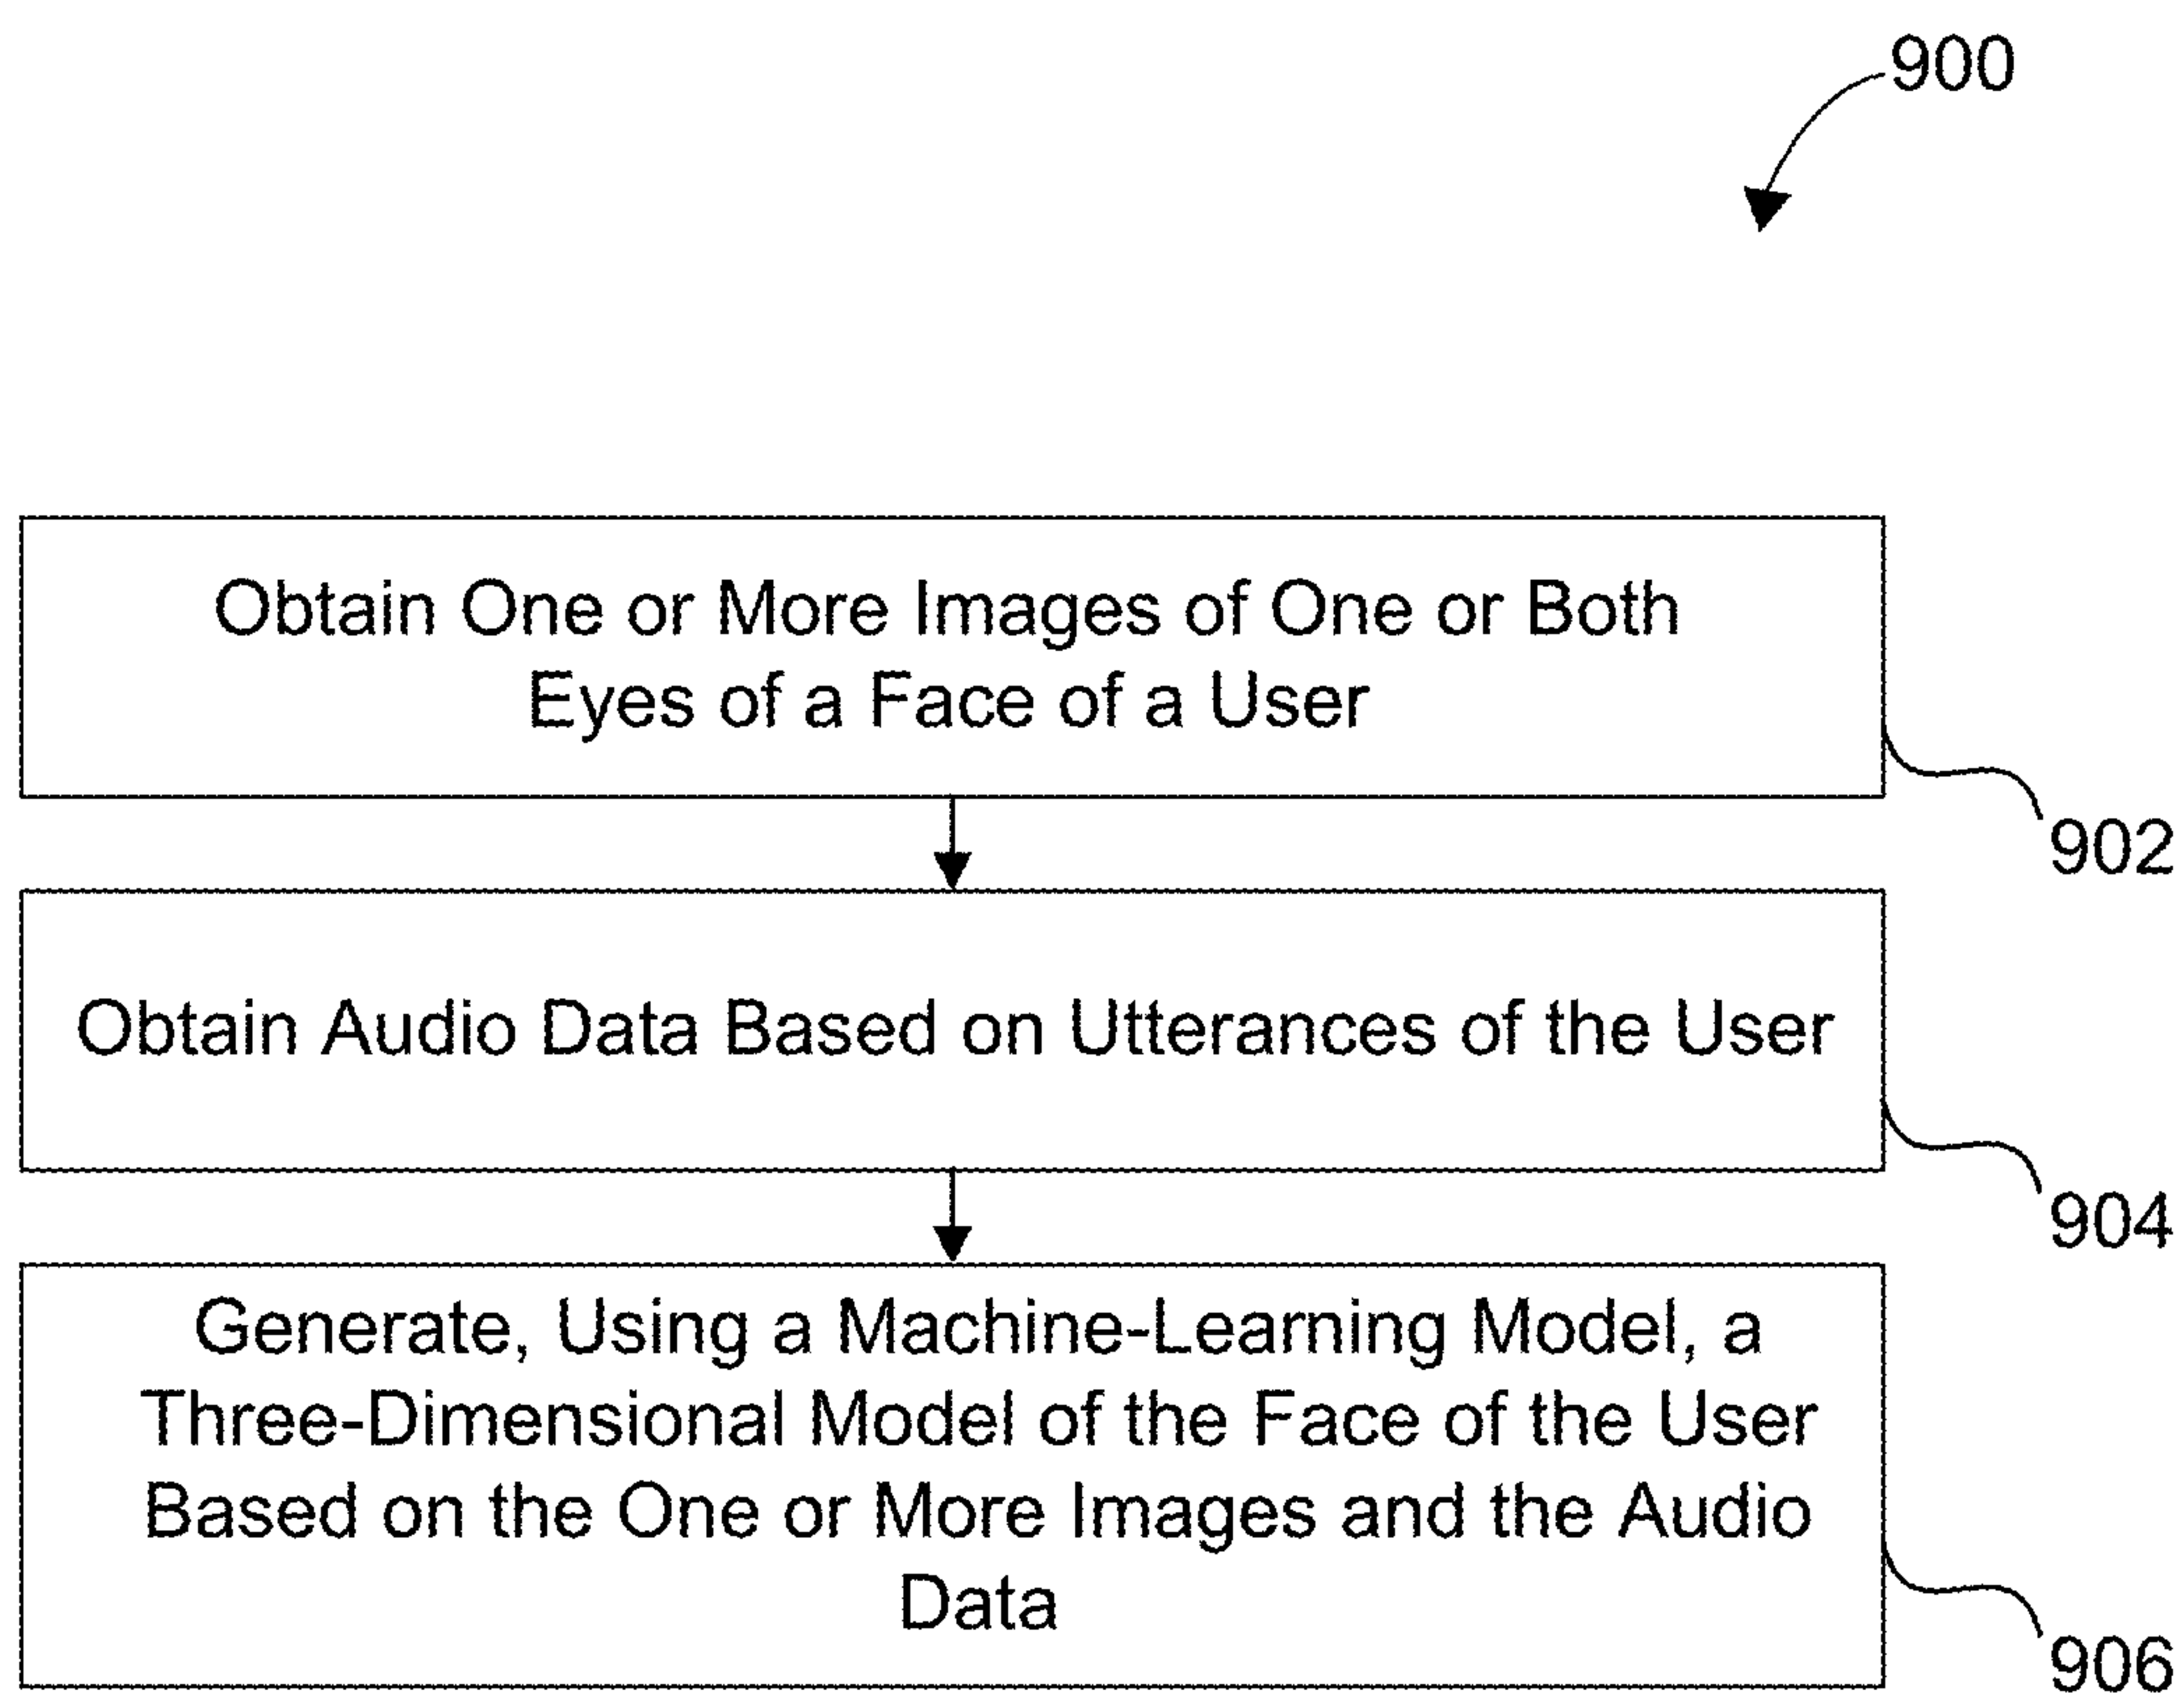 900
Obtain One or More Images of One or Both
Eyes of a Face of a User
902
Obtain Audio Data Based on Utterances of the User
904
Generate, Using a Machine-Learning Model, a
Three-Dimensional Model of the Face of the User
Based on the One or More Images and the Audio
Data
906